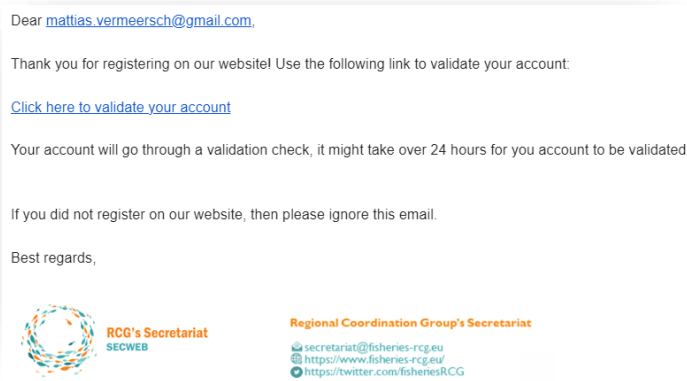 Dear mattias.vermeersch@gmail.com,
Thank you for registering on our website! Use the following link to validate your account:
Click here to validate your account
Your account will go through a validation check, it might take over 24 hours for you account to be validated
If you did not register on our website, then please ignore this email.
Best regards,
RCG's Secretariat
SECWEB
Regional Coordination Group's Secretariat
secretariat@fisheries-rcg.eu
https://www.fisheries-rcg.eu/
https://twitter.com/fisheriesRCG